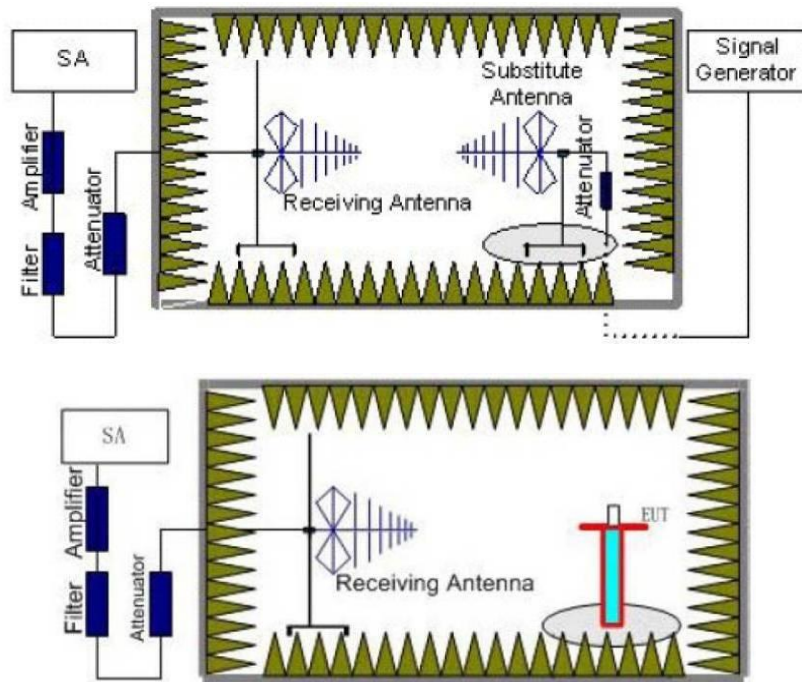 SA
Signal
Generator
Substitute
Antenna
Amplifier
Attenuator
Attenuator
Receiving Antenna
Filter
SA
Amplifier
EUT
Attenuator
Filter
Receiving Antenna